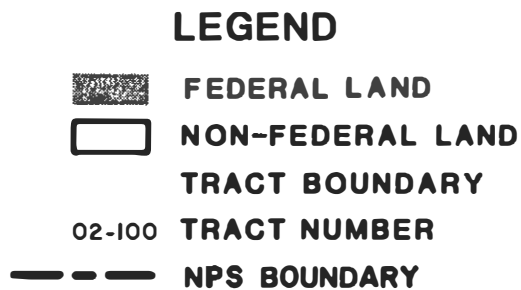 LEGEND
FEDERAL LAND
NON-FEDERAL LAND
TRACT BOUNDARY
02-100 TRACT NUMBER
NPS BOUNDARY